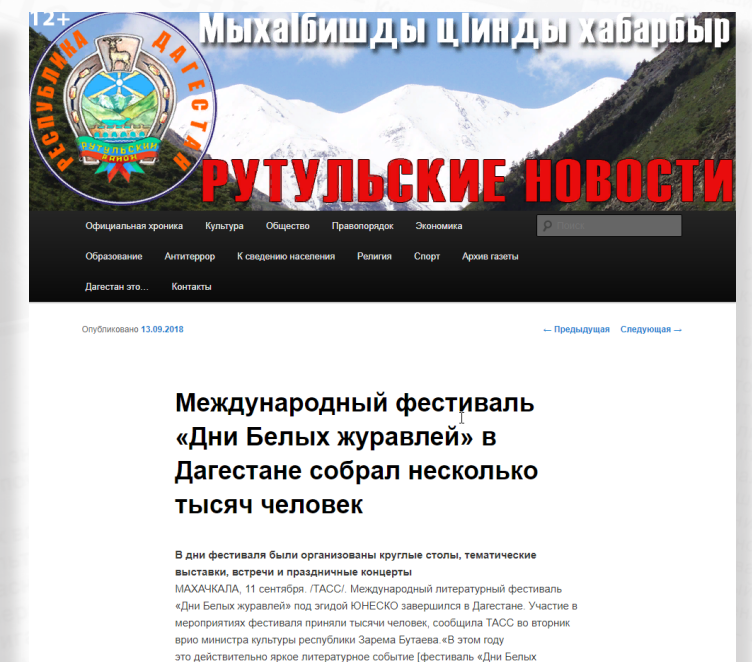 12+
Мыхаӏбишды цӏинды хабарбыр
РЕСПУБЛИКА ДАГЕСТАН
РУТУЛЬСКИЙ
РАЙОН
РУТУЛЬСКИЕ НОВОСТИ
Официальная хроника Культура Общество Правопорядок Экономика
Поиск
Образование Антитеррор К сведению населения Религия Спорт Архив газеты
Дагестан это... Контакты
Опубликовано 13.09.2018
← Предыдущая Следующая →
Международный фестиваль
«Дни Белых журавлей» в
Дагестане собрал несколько
тысяч человек
В дни фестиваля были организованы круглые столы, тематические
выставки, встречи и праздничные концерты
МАХАЧКАЛА, 11 сентября. /ТАСС/. Международный литературный фестиваль
«Дни Белых журавлей» под эгидой ЮНЕСКО завершился в Дагестане. Участие в
мероприятиях фестиваля приняли тысячи человек, сообщила ТАСС во вторник
врио министра культуры республики Зарема Бутаева.«В этом году
это действительно яркое литературное событие [фестиваль «Дни Белых